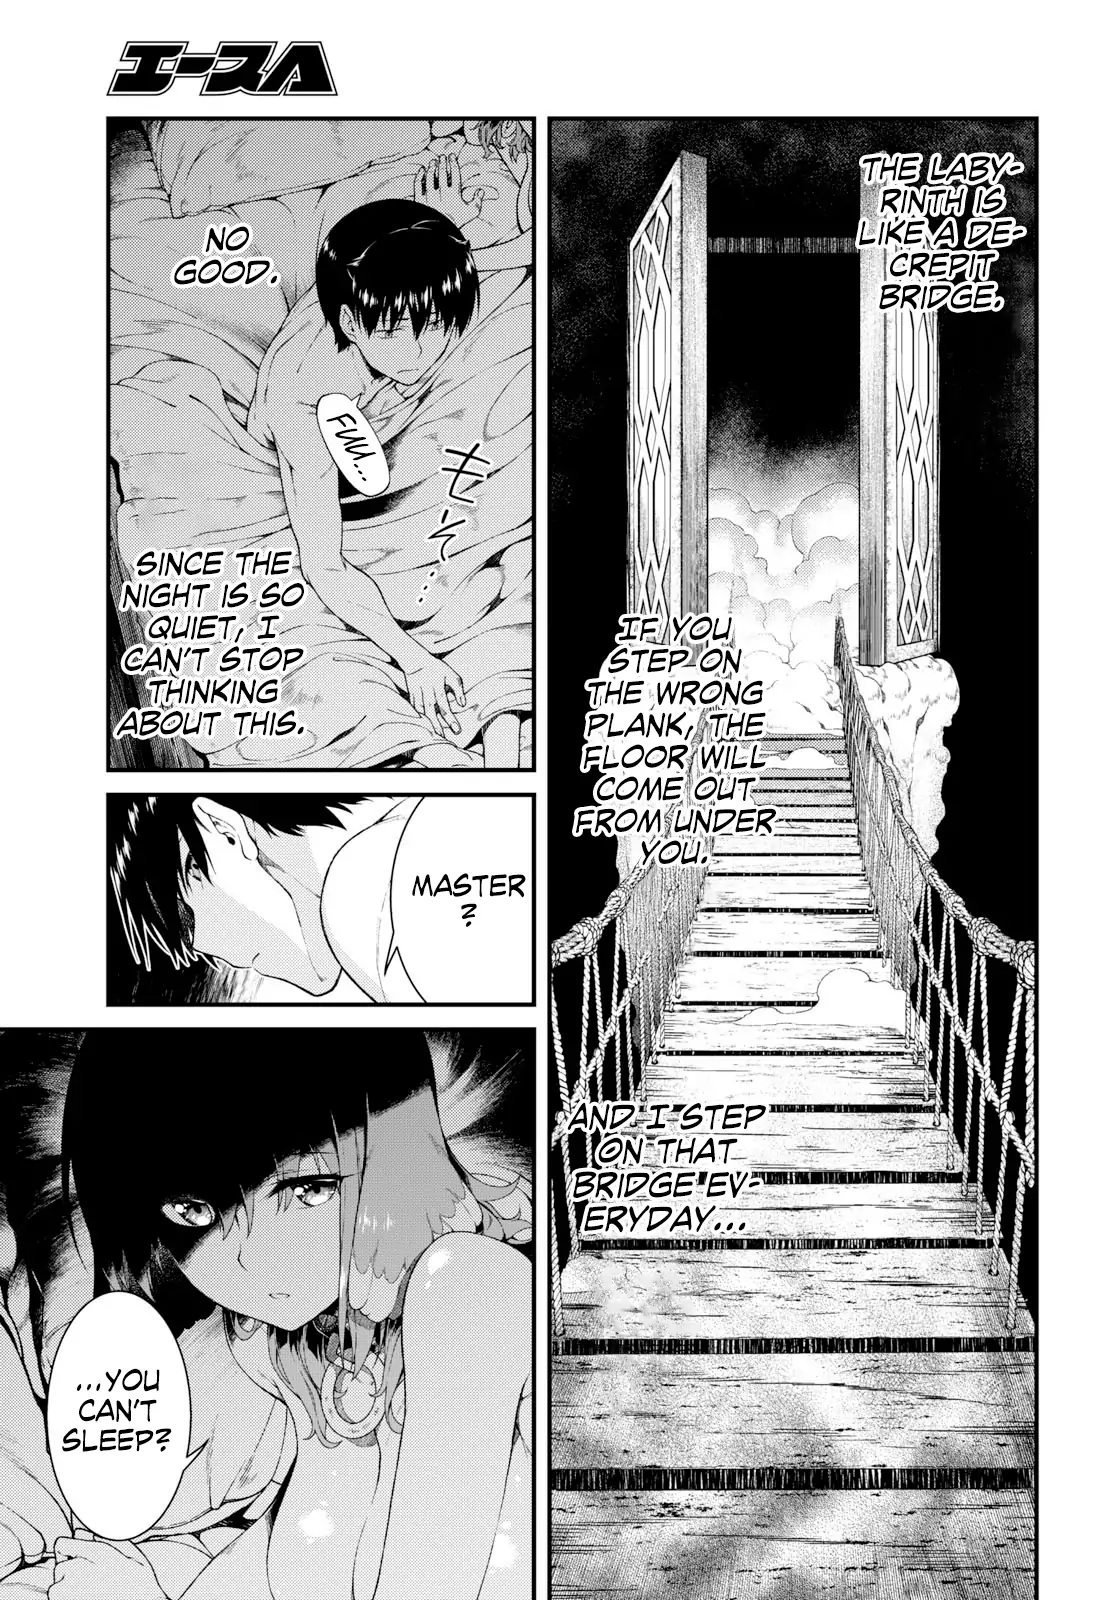 エースA
THE LABY-
RINTH IS
LIKE A DE-
CREPIT
BRIDGE.
IF YOU
STEP ON
THE WRONG
PLANK, THE
FLOOR WILL
COME OUT
FROM UNDER
YOU.
AND I STEP
ON THAT
BRIDGE EV-
ERYDAY...
NO
GOOD.
FUU...
モソ...
SINCE THE
NIGHT IS SO
QUIET, I
CAN'T STOP
THINKING
ABOUT THIS.
MASTER
?
...YOU
CAN'T
SLEEP?